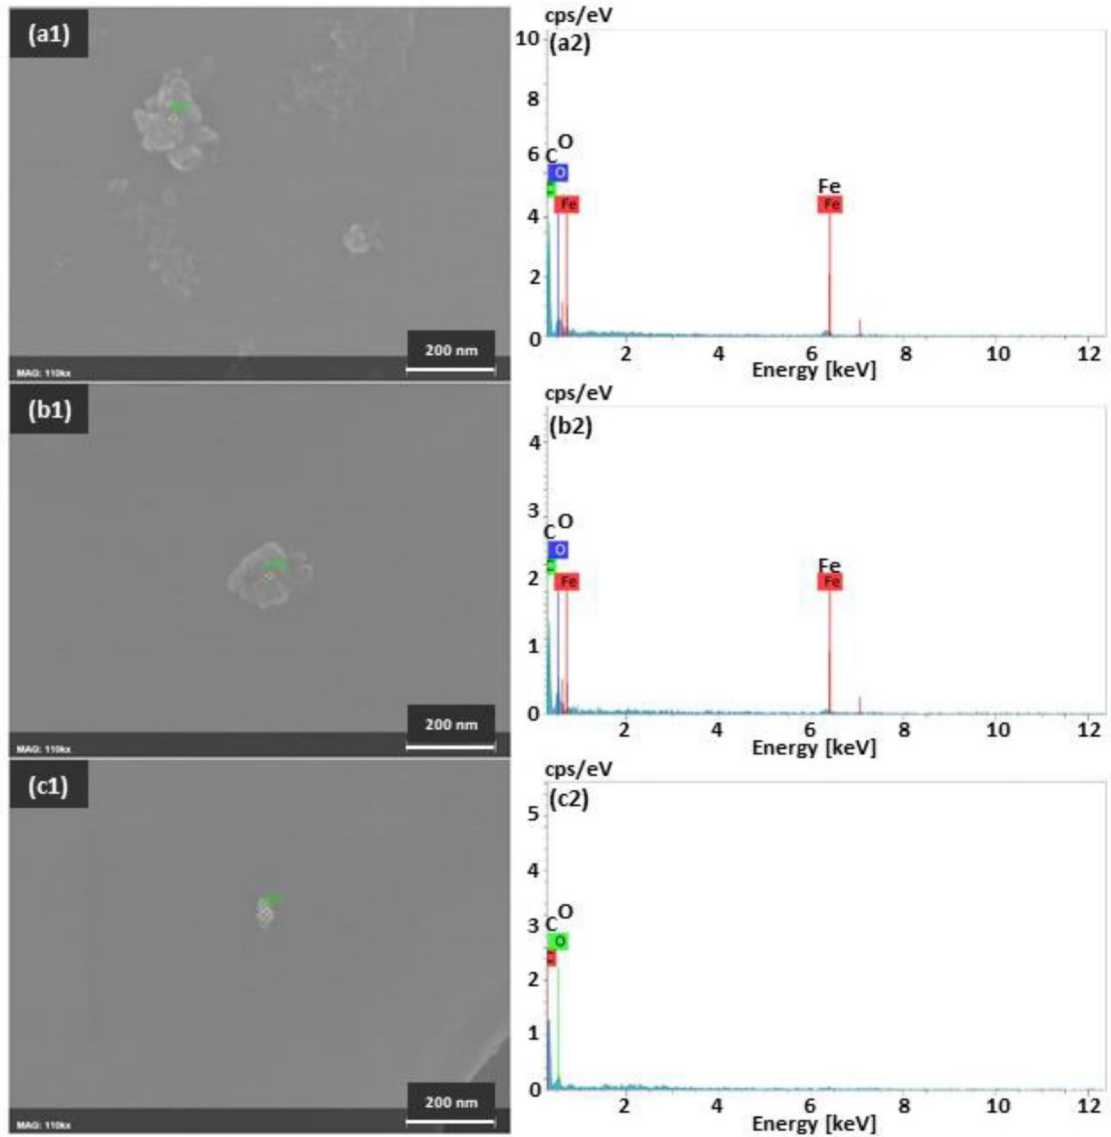 (a1)
200 nm
MAG: 110kx
cps/eV
(a2)
10
8
6
4
2
0
C
O
O
Fe
Fe
Fe
2
4
6
8
10
12
Energy [keV]
(b1)
200 nm
MAG: 110kx
cps/eV
(b2)
4
3
2
1
0
C
O
O
Fe
Fe
Fe
2
4
6
8
10
12
Energy [keV]
(c1)
200 nm
MAG: 110kx
cps/eV
(c2)
5
4
3
2
1
0
C
O
O
2
4
6
8
10
12
Energy [keV]